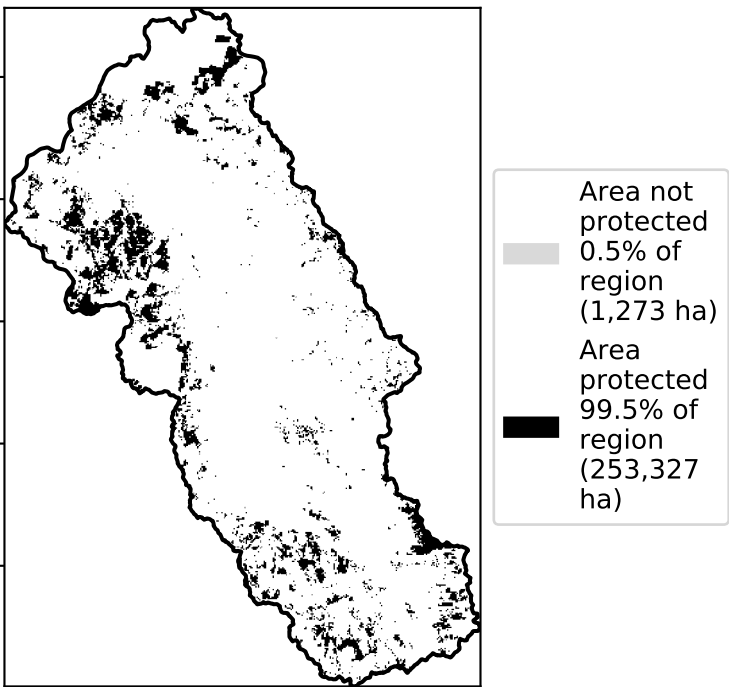 Area not
protected
0.5% of
region
(1,273 ha)
Area
protected
99.5% of
region
(253,327
ha)